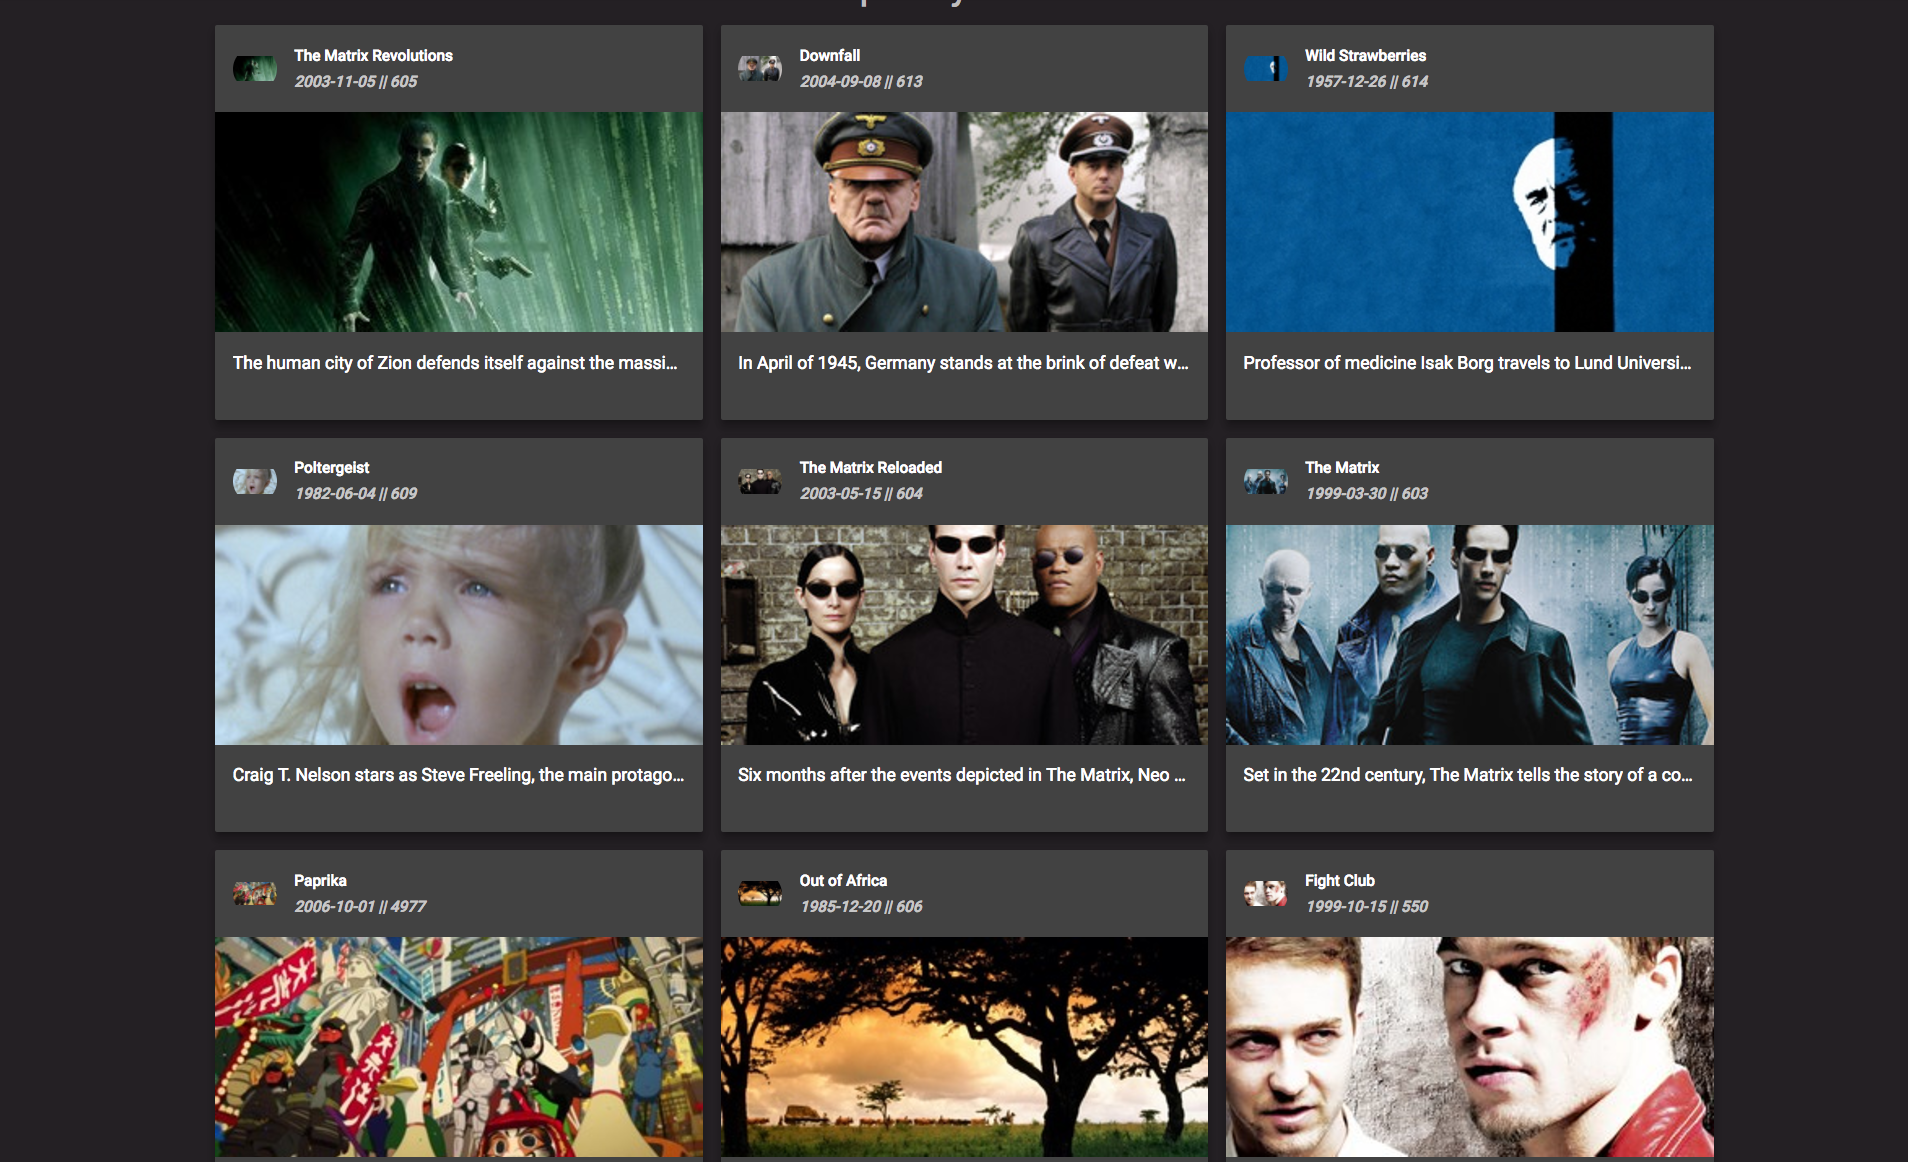 The Matrix Revolutions
2003-11-05 || 605
Downfall
2004-09-08 || 613
Wild Strawberries
1957-12-26 || 614
The human city of Zion defends itself against the massi...
In April of 1945, Germany stands at the brink of defeat w...
Professor of medicine Isak Borg travels to Lund Universi...
Poltergeist
1982-06-04 || 609
The Matrix Reloaded
2003-05-15 || 604
The Matrix
1999-03-30 || 603
Craig T. Nelson stars as Steve Freeling, the main protago...
Six months after the events depicted in The Matrix, Neo ...
Set in the 22nd century, The Matrix tells the story of a co...
Paprika
2006-10-01 || 4977
Out of Africa
1985-12-20 || 606
Fight Club
1999-10-15 || 550